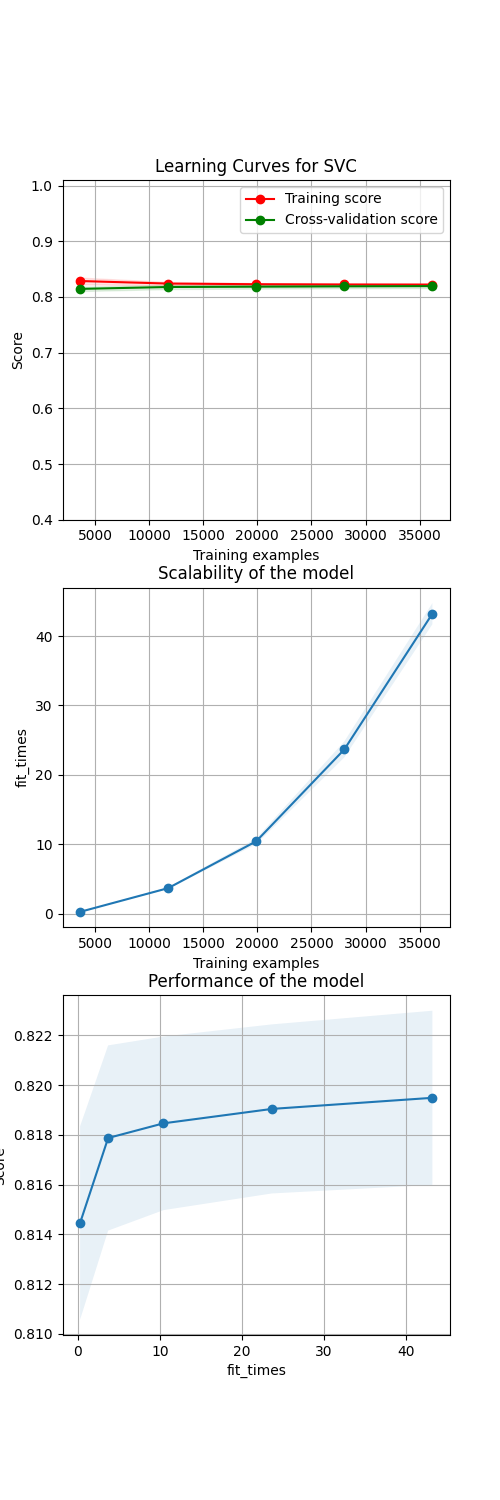 Learning Curves for SVC
1.0
0.9
0.8
0.7
0.6
0.5
0.4
Score
Training score
Cross-validation score
5000 10000 15000 20000 25000 30000 35000
Training examples
Scalability of the model
40
30
20
10
0
fit_times
5000 10000 15000 20000 25000 30000 35000
Training examples
Performance of the model
0.822
0.820
0.818
0.816
0.814
0.812
0.810
Score
0 10 20 30 40
fit_times